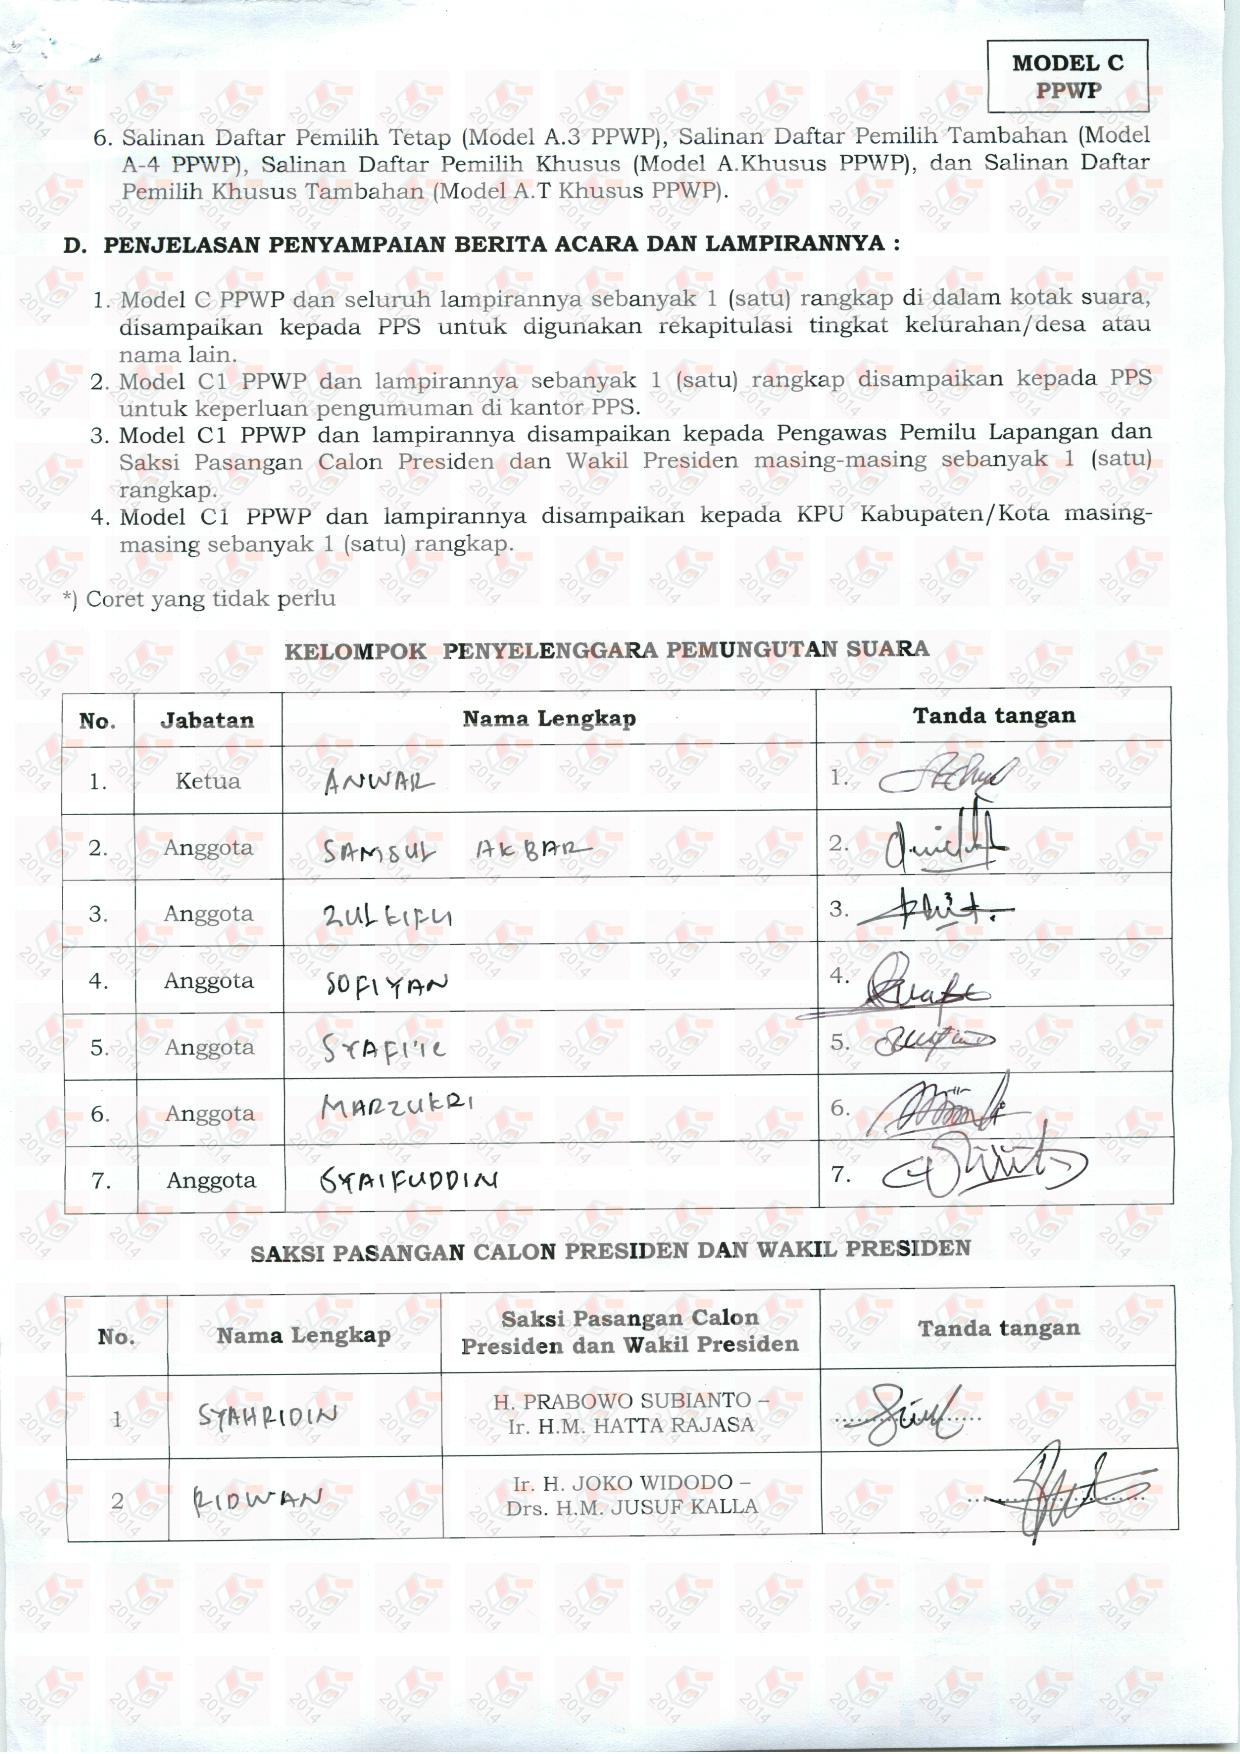 MODEL C
PPWP
6. Salinan Daftar Pemilih Tetap (Model A.3 PPWP), Salinan Daftar Pemilih Tambahan (Model
A-4 PPWP), Salinan Daftar Pemilih Khusus (Model A.Khusus PPWP), dan Salinan Daftar
Pemilih Khusus Tambahan (Model A.T Khusus PPWP).
D. PENJELASAN PENYAMPAIAN BERITA ACARA DAN LAMPIRANNYA :
1. Model C PPWP dan seluruh lampirannya sebanyak 1 (satu) rangkap di dalam kotak suara,
disampaikan kepada PPS untuk digunakan rekapitulasi tingkat kelurahan/desa atau
nama lain.
2. Model C1 PPWP dan lampirannya sebanyak 1 (satu) rangkap disampaikan kepada PPS
untuk keperluan pengumuman di kantor PPS.
3. Model C1 PPWP dan lampirannya disampaikan kepada Pengawas Pemilu Lapangan dan
Saksi Pasangan Calon Presiden dan Wakil Presiden masing-masing sebanyak 1 (satu)
rangkap.
4. Model C1 PPWP dan lampirannya disampaikan kepada KPU Kabupaten/Kota masing-
masing sebanyak 1 (satu) rangkap.
*) Coret yang tidak perlu
KELOMPOK PENYELENGGARA PEMUNGUTAN SUARA
No. Jabatan Nama Lengkap Tanda tangan
1. Ketua ANWAR 1.
2. Anggota SAMSUL AKBAR 2.
3. Anggota ZULKIFLI 3.
4. Anggota SOFIYAN 4.
5. Anggota SYAFI'IE 5.
6. Anggota MARZUKRI 6.
7. Anggota SYAIFUDDIN 7.
SAKSI PASANGAN CALON PRESIDEN DAN WAKIL PRESIDEN
No. Nama Lengkap Saksi Pasangan Calon
Presiden dan Wakil Presiden Tanda tangan
1 SYAHRIDIN H. PRABOWO SUBIANTO –
Ir. H.M. HATTA RAJASA
2 RIDWAN Ir. H. JOKO WIDODO –
Drs. H.M. JUSUF KALLA